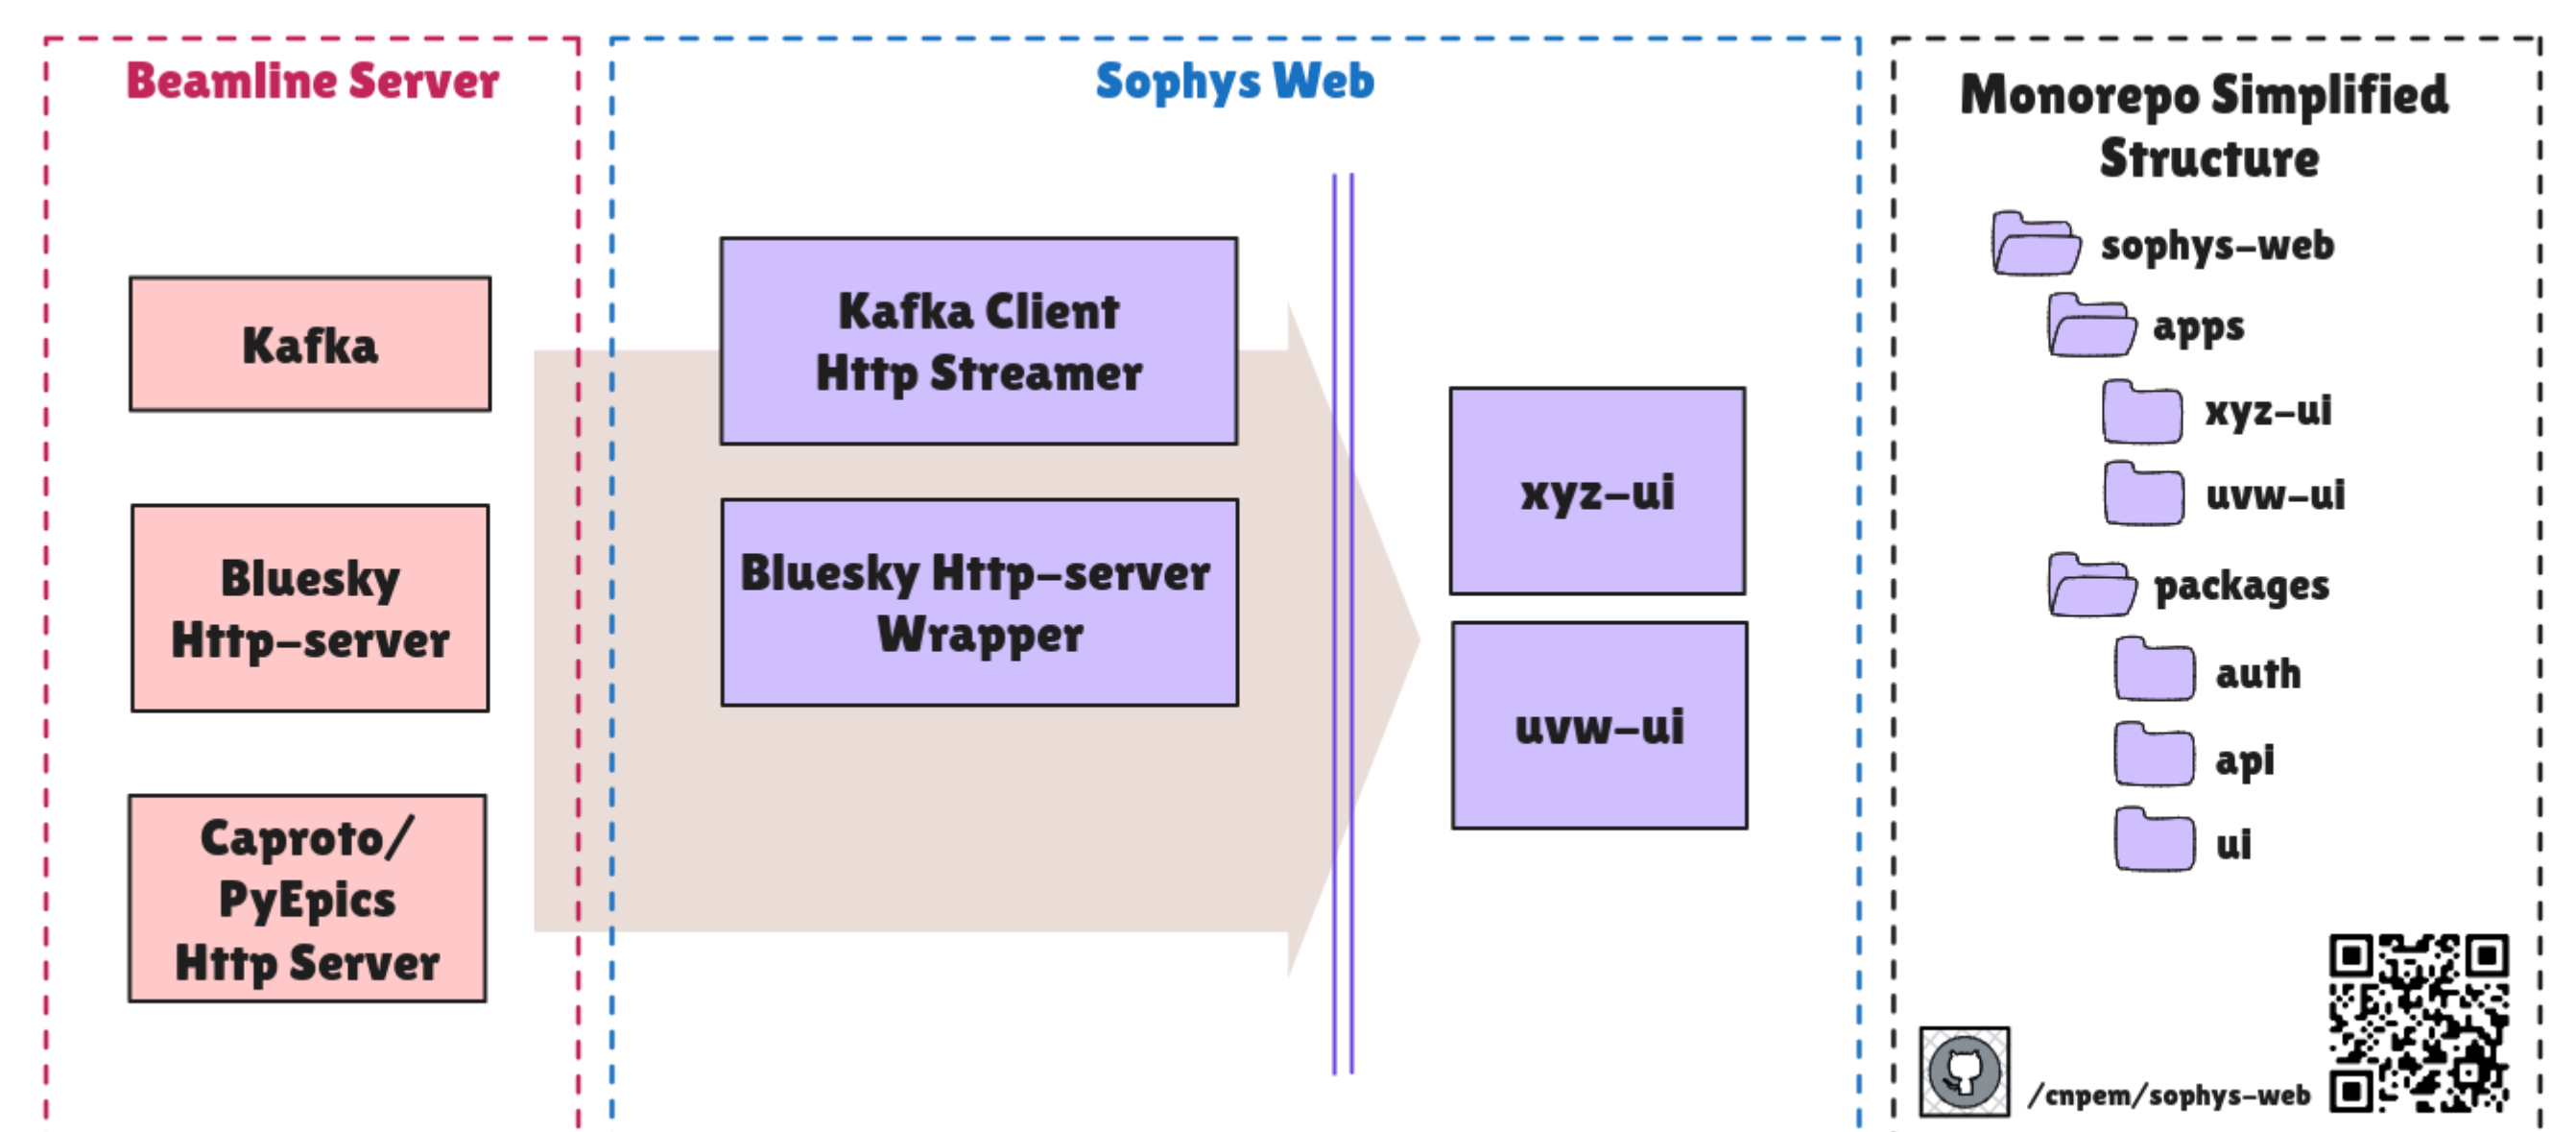 Beamline Server
Kafka
Bluesky
Http-server
Caproto/
PyEpics
Http Server
Sophys Web
Kafka Client
Http Streamer
Bluesky Http-server
Wrapper
xyz-ui
uvw-ui
Monorepo Simplified
Structure
sophys-web
apps
xyz-ui
uvw-ui
packages
auth
api
ui
/cnpem/sophys-web